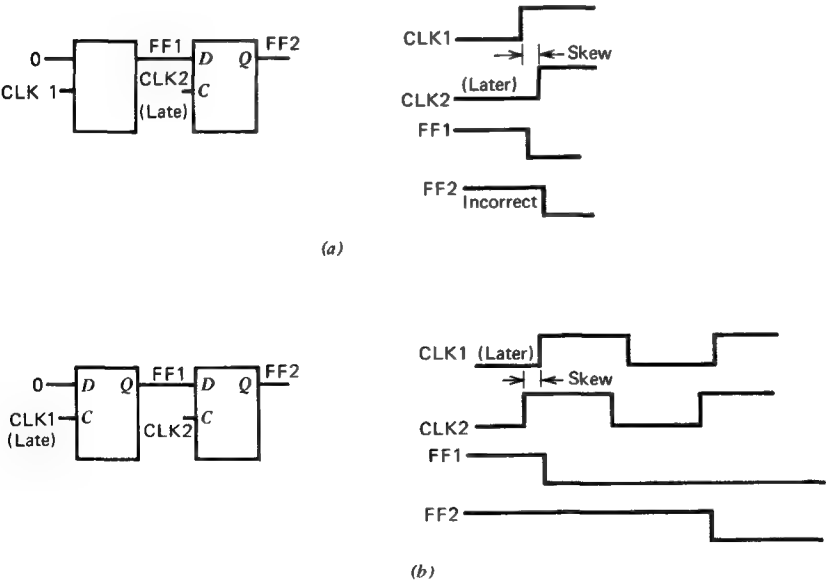 0
CLK 1
FF1
D Q
FF2
CLK2
C
(Late)
CLK1
Skew
(Later)
CLK2
FF1
FF2
Incorrect
(a)
0
D Q
FF1
D Q
FF2
CLK1
(Late)
C
CLK2
C
CLK1 (Later)
Skew
CLK2
FF1
FF2
(b)